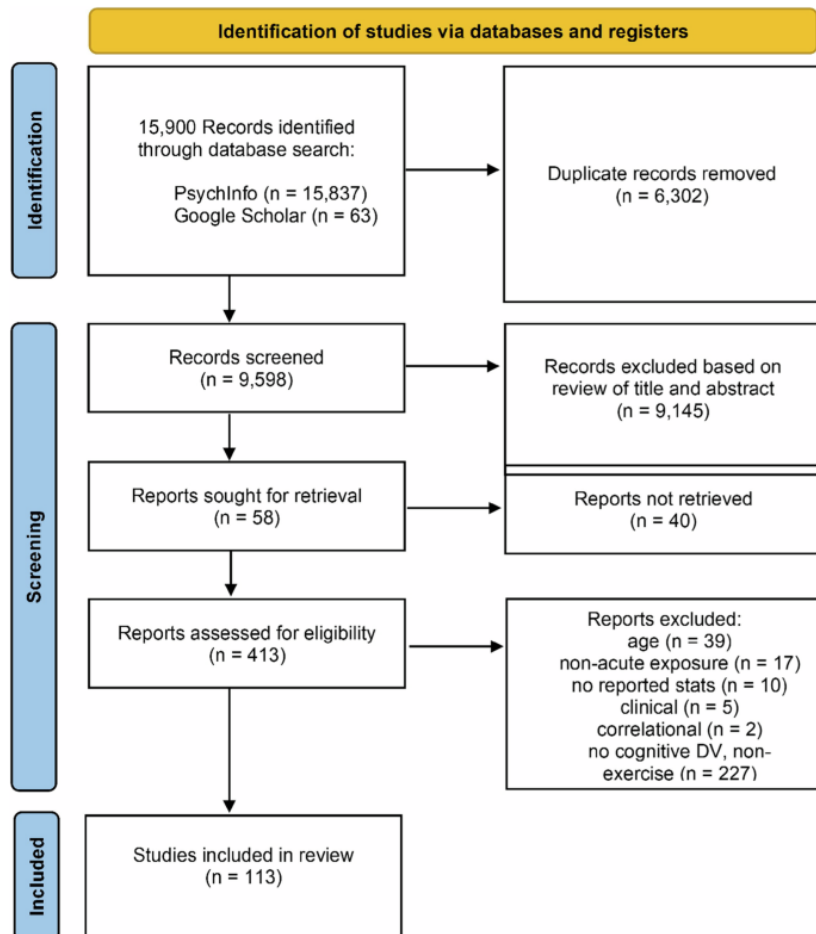 Identification of studies via databases and registers
Identification
15,900 Records identified
through database search:
PsychInfo (n = 15,837)
Google Scholar (n = 63)
Duplicate records removed
(n = 6,302)
Screening
Records screened
(n = 9,598)
Records excluded based on
review of title and abstract
(n = 9,145)
Reports sought for retrieval
(n = 58)
Reports not retrieved
(n = 40)
Reports assessed for eligibility
(n = 413)
Reports excluded:
age (n = 39)
non-acute exposure (n = 17)
no reported stats (n = 10)
clinical (n = 5)
correlational (n = 2)
no cognitive DV, non-
exercise (n = 227)
Included
Studies included in review
(n = 113)